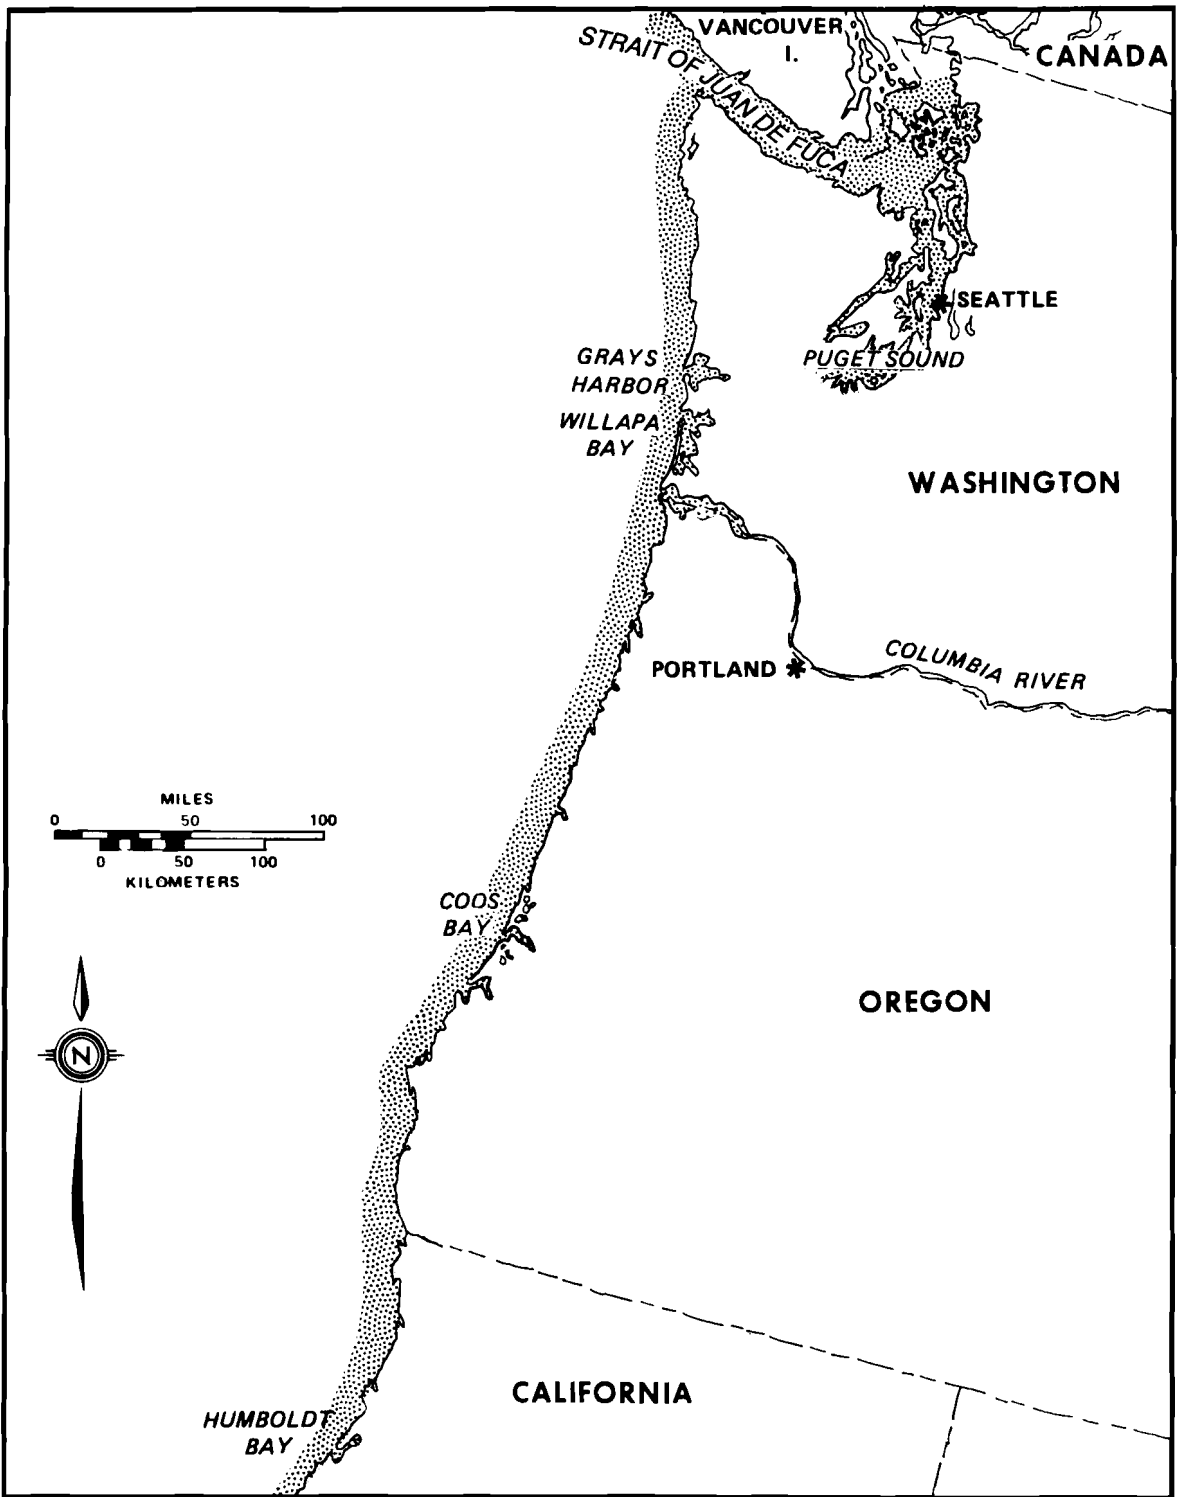 VANCOUVER
I.
CANADA
STRAIT OF JUAN DE FUCA
SEATTLE
GRAYS
HARBOR
PUGET SOUND
WILLAPA
BAY
WASHINGTON
COLUMBIA RIVER
PORTLAND
MILES
0 50 100
0 50 100
KILOMETERS
COOS
BAY
OREGON
N
CALIFORNIA
HUMBOLDT
BAY